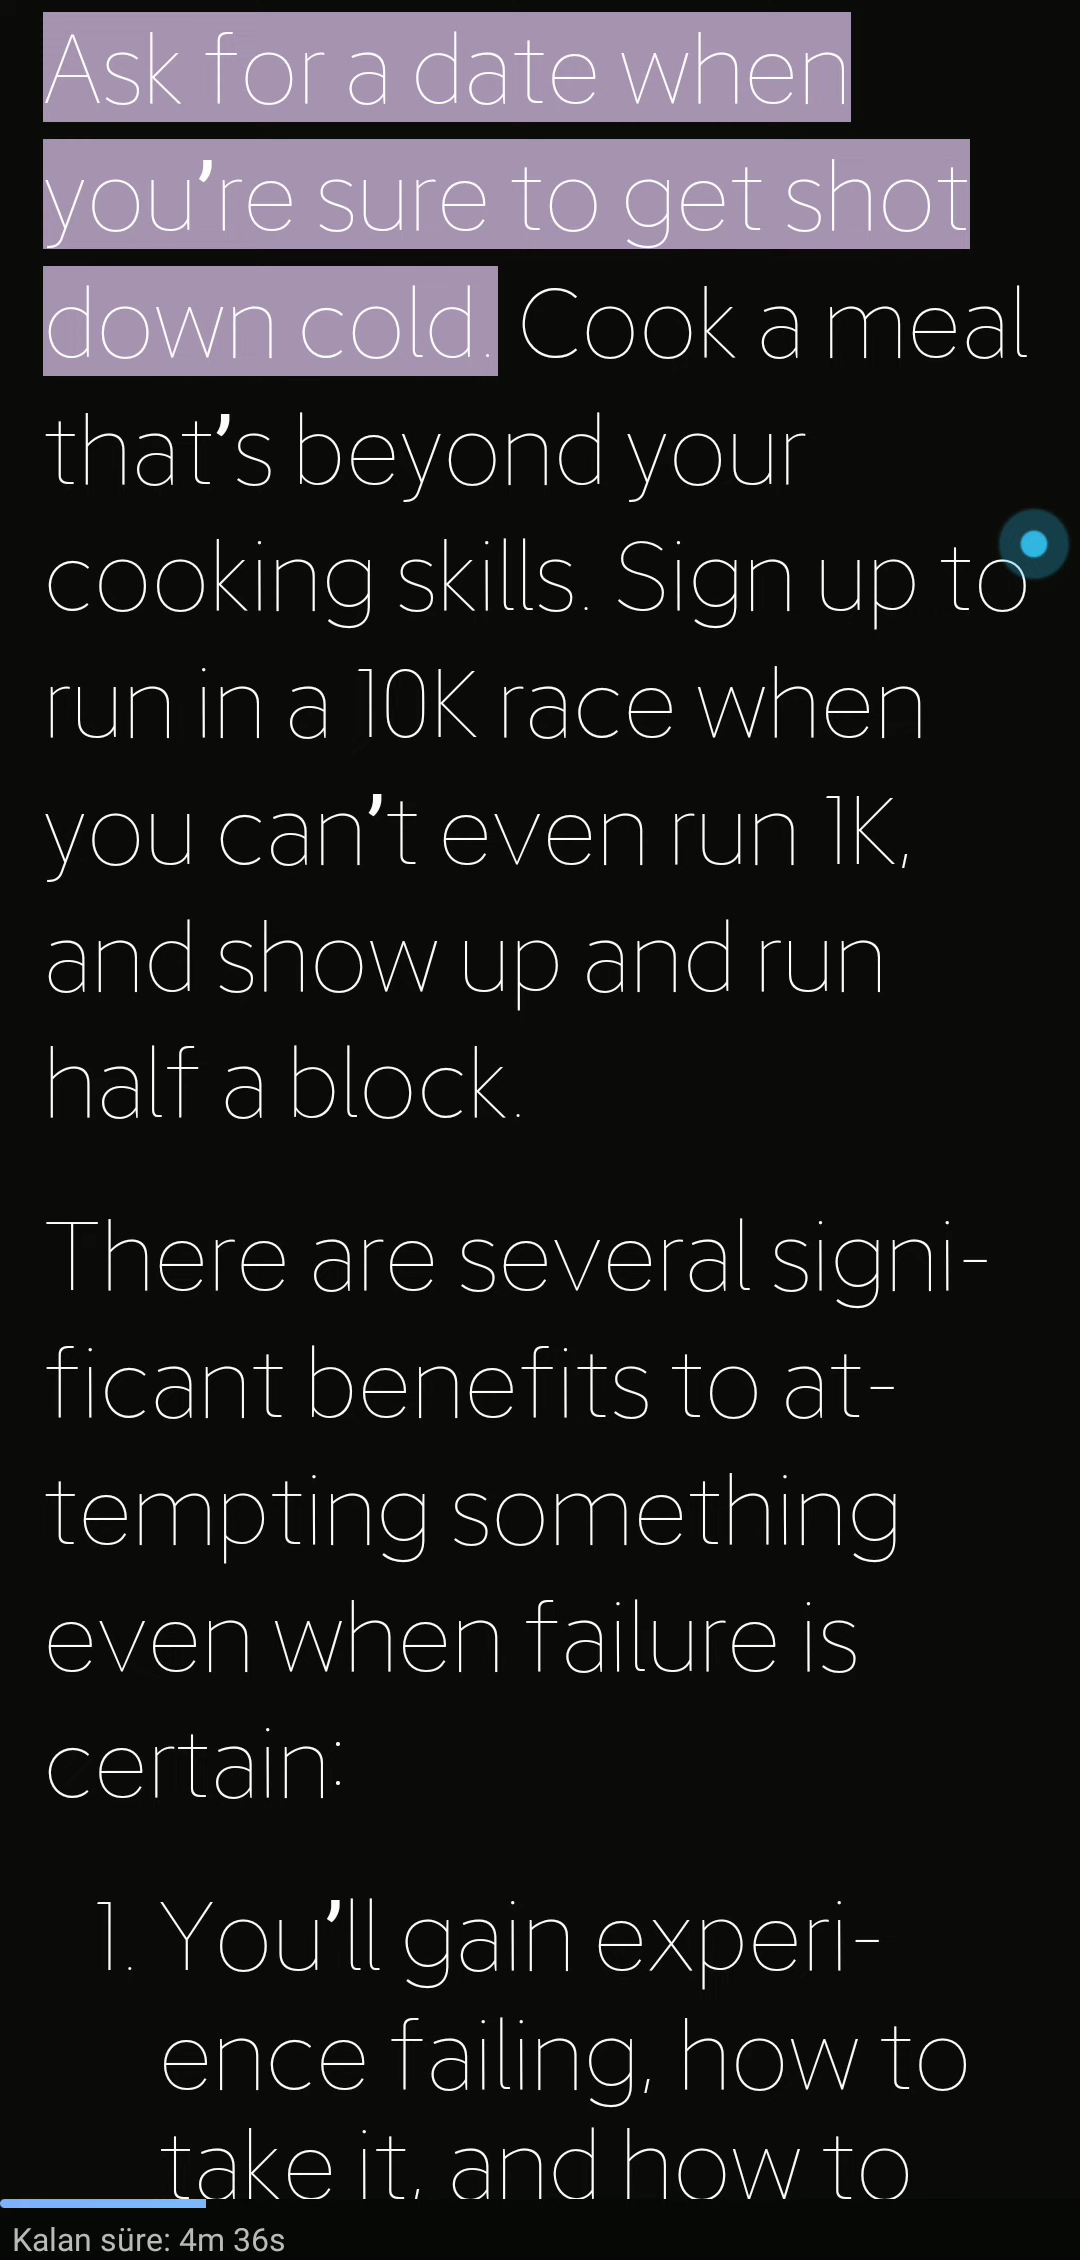 Ask for a date when
you’re sure to get shot
down cold. Cook a meal
that’s beyond your
cooking skills. Sign up to
run in a 10K race when
you can’t even run 1K,
and show up and run
half a block.
There are several signi-
ficant benefits to at-
tempting something
even when failure is
certain:
1. You’ll gain experi-
ence failing, how to
take it, and how to
Kalan süre: 4m 36s